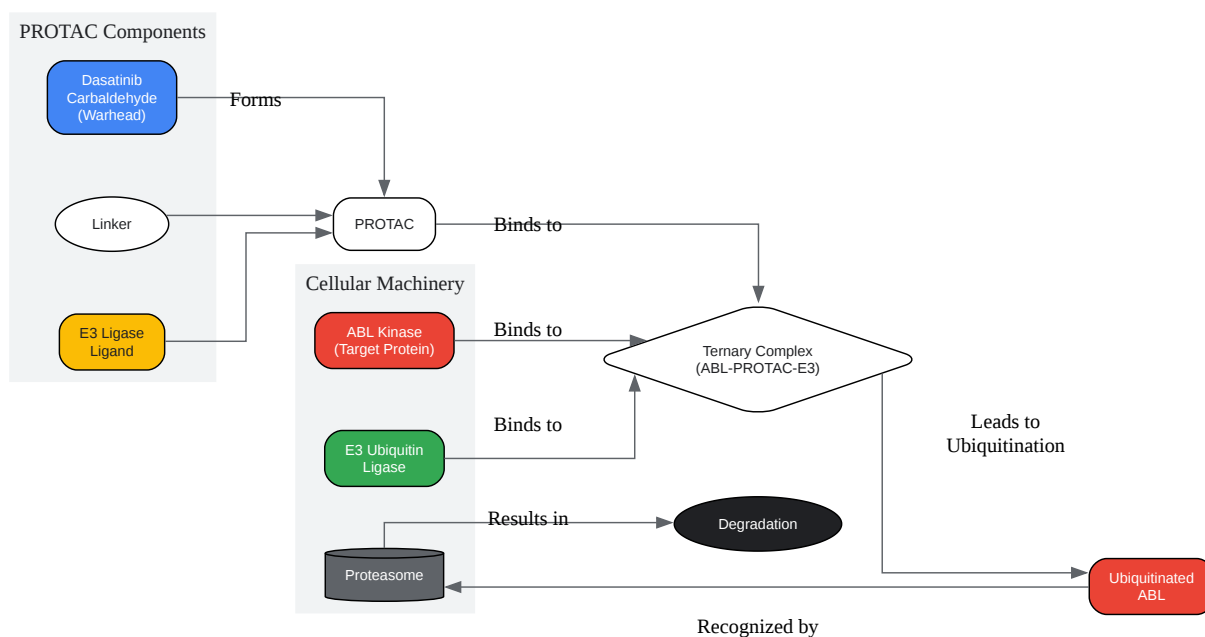 PROTAC Components
Dasatinib
Carbaldehyde
(Warhead)
Forms
Linker
PROTAC
Binds to
E3 Ligase
Ligand
Cellular Machinery
ABL Kinase
(Target Protein)
Binds to
Ternary Complex
(ABL-PROTAC-E3)
E3 Ubiquitin
Ligase
Binds to
Leads to
Ubiquitination
Proteasome
Results in
Degradation
Ubiquitinated
ABL
Recognized by